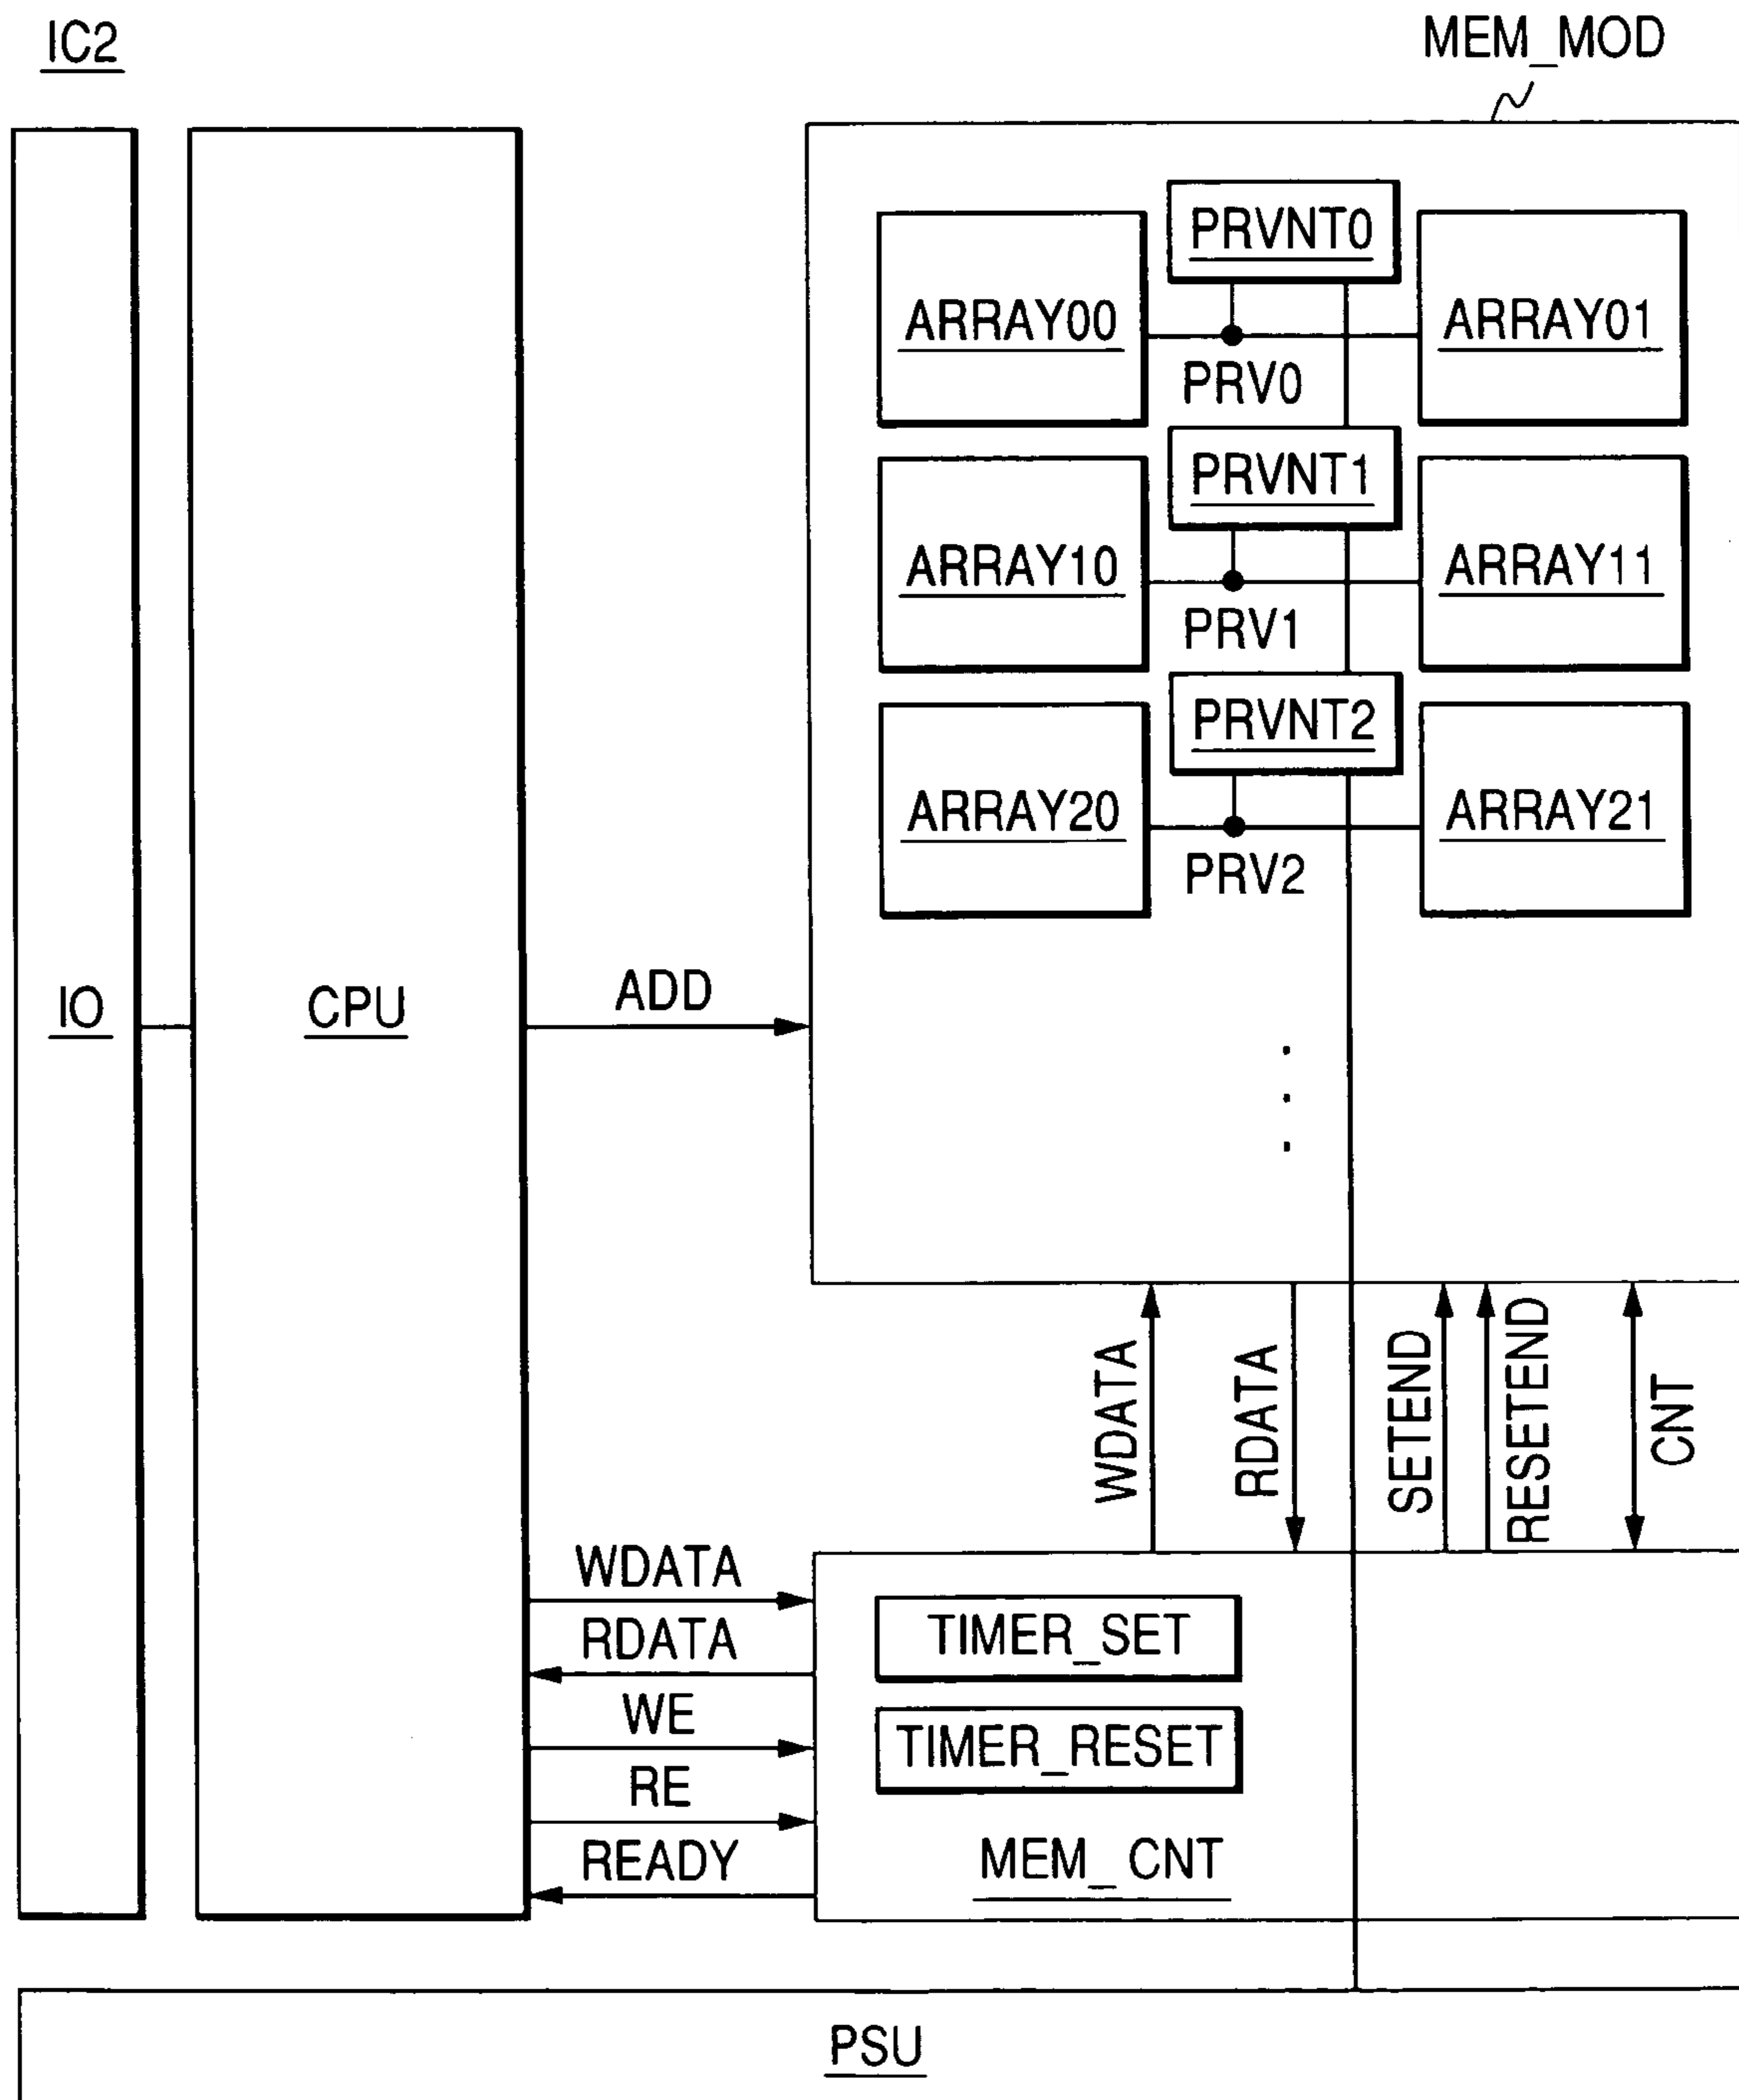 IC2
MEM_MOD
PRVNT0
ARRAY00
ARRAY01
PRV0
PRVNT1
ARRAY10
ARRAY11
PRV1
PRVNT2
ARRAY20
ARRAY21
PRV2
IO
CPU
ADD
WDATA
RDATA
SETEND
RESETEND
CNT
WDATA
RDATA
WE
RE
READY
TIMER_SET
TIMER_RESET
MEM_CNT
PSU